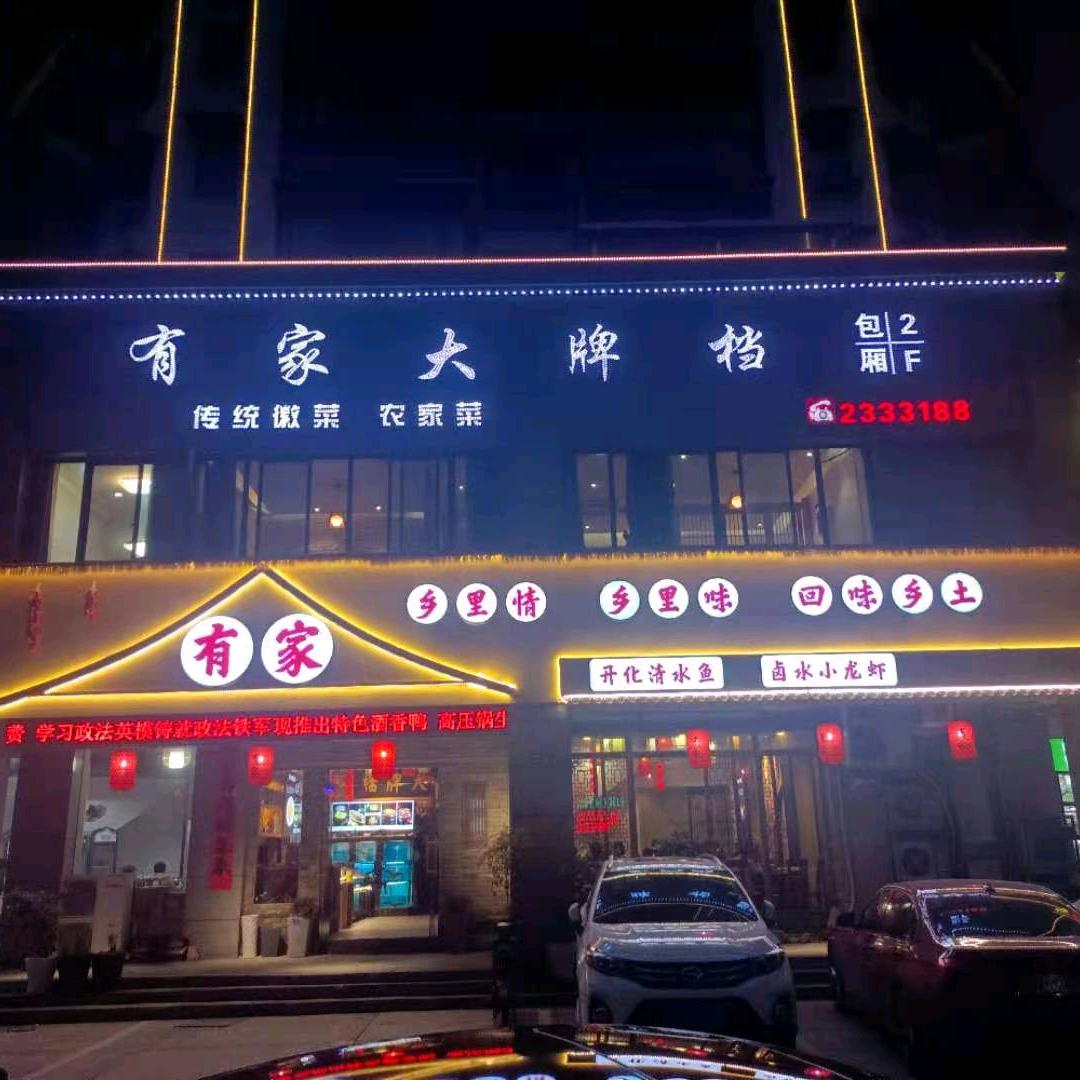 有家大牌档
包厢 2F
传统徽菜 农家菜
☎2333188
乡里情 乡里味 回味乡土
有家
开化清水鱼 卤水小龙虾
费 学习政法英模铸就政法铁军现推出特色酒香鸭 高压锅